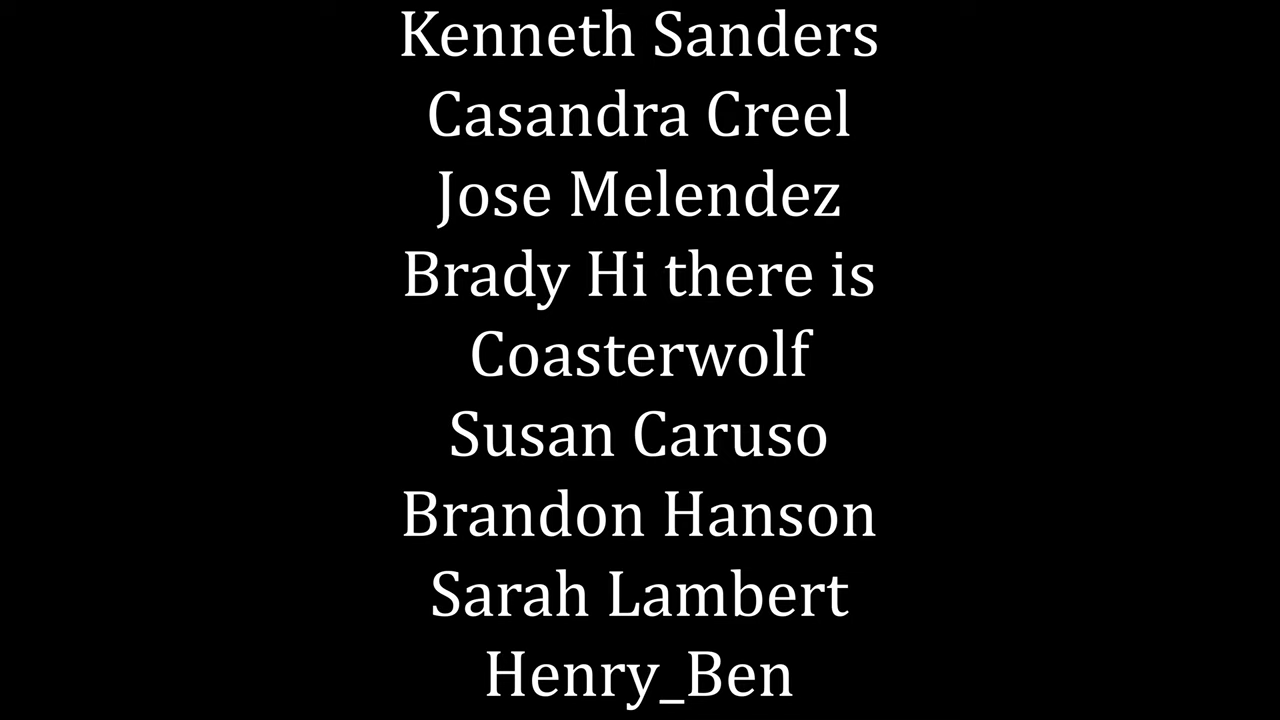 Kenneth Sanders
Casandra Creel
Jose Melendez
Brady Hi there is
Coasterwolf
Susan Caruso
Brandon Hanson
Sarah Lambert
Henry_Ben